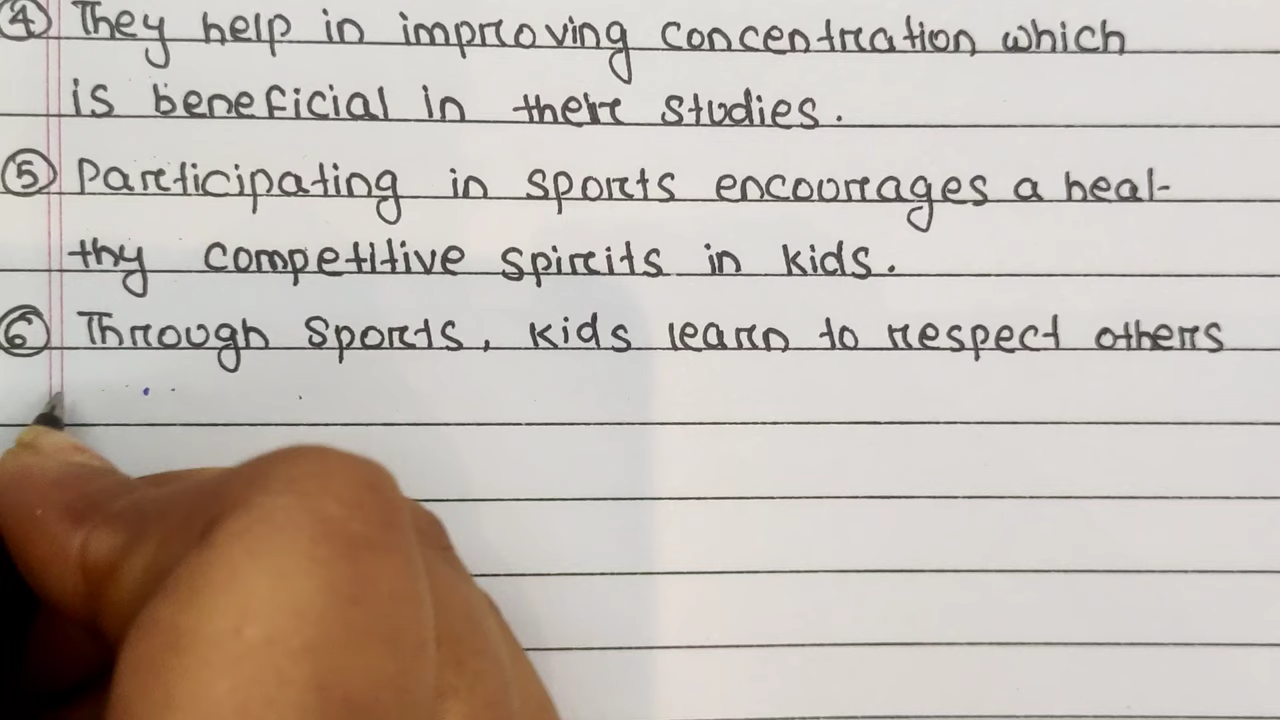 ④ They help in improving concentration which
is beneficial in their studies.
⑤ Participating in sports encourages a heal-
thy competitive spirits in kids.
⑥ Through sports, kids learn to respect others